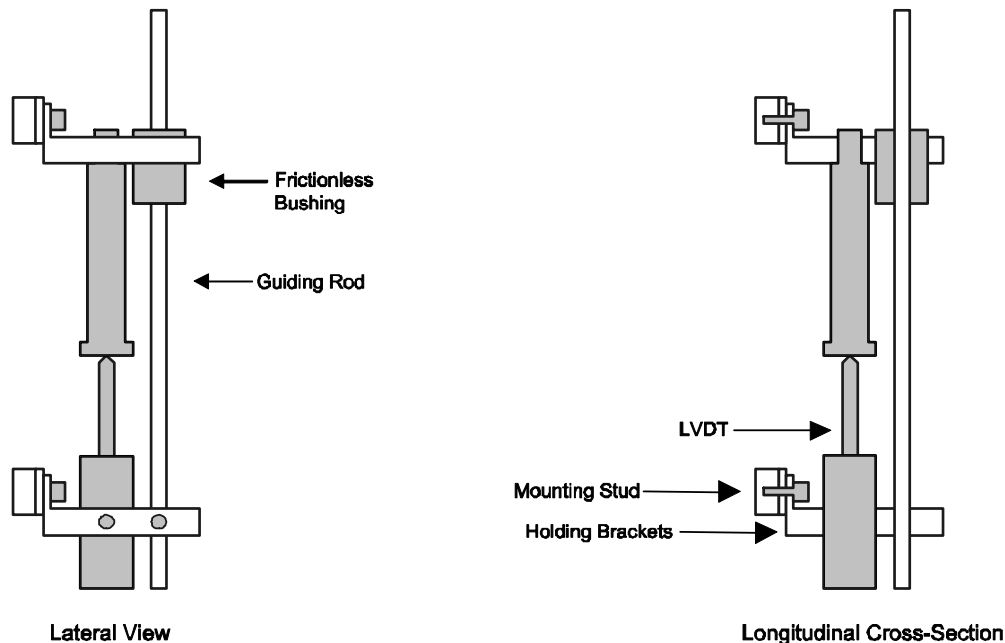 Frictionless
Bushing
Guiding Rod
LVDT
Mounting Stud
Holding Brackets
Lateral View
Longitudinal Cross-Section